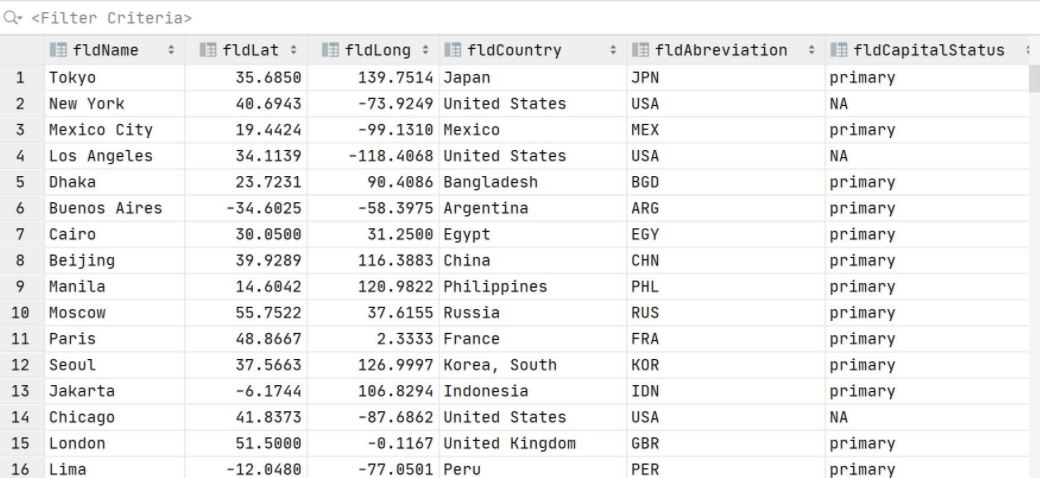 <Filter Criteria>
fldName fldLat fldLong fldCountry fldAbreviation fldCapitalStatus
1 Tokyo 35.6850 139.7514 Japan JPN primary
2 New York 40.6943 -73.9249 United States USA NA
3 Mexico City 19.4424 -99.1310 Mexico MEX primary
4 Los Angeles 34.1139 -118.4068 United States USA NA
5 Dhaka 23.7231 90.4086 Bangladesh BGD primary
6 Buenos Aires -34.6025 -58.3975 Argentina ARG primary
7 Cairo 30.0500 31.2500 Egypt EGY primary
8 Beijing 39.9289 116.3883 China CHN primary
9 Manila 14.6042 120.9822 Philippines PHL primary
10 Moscow 55.7522 37.6155 Russia RUS primary
11 Paris 48.8667 2.3333 France FRA primary
12 Seoul 37.5663 126.9997 Korea, South KOR primary
13 Jakarta -6.1744 106.8294 Indonesia IDN primary
14 Chicago 41.8373 -87.6862 United States USA NA
15 London 51.5000 -0.1167 United Kingdom GBR primary
16 Lima -12.0480 -77.0501 Peru PER primary